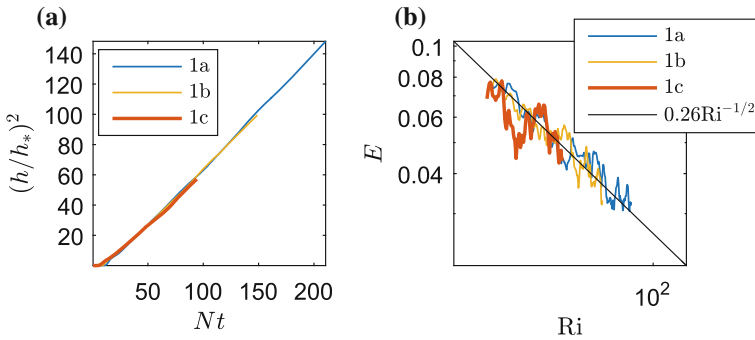 (a)
140
120
100
80
60
40
20
50 100 150 200
(h/h*)²
Nt
1a
1b
1c
(b)
0.1
0.08
0.06
0.04
E
10²
Ri
1a
1b
1c
0.26Ri⁻¹/²